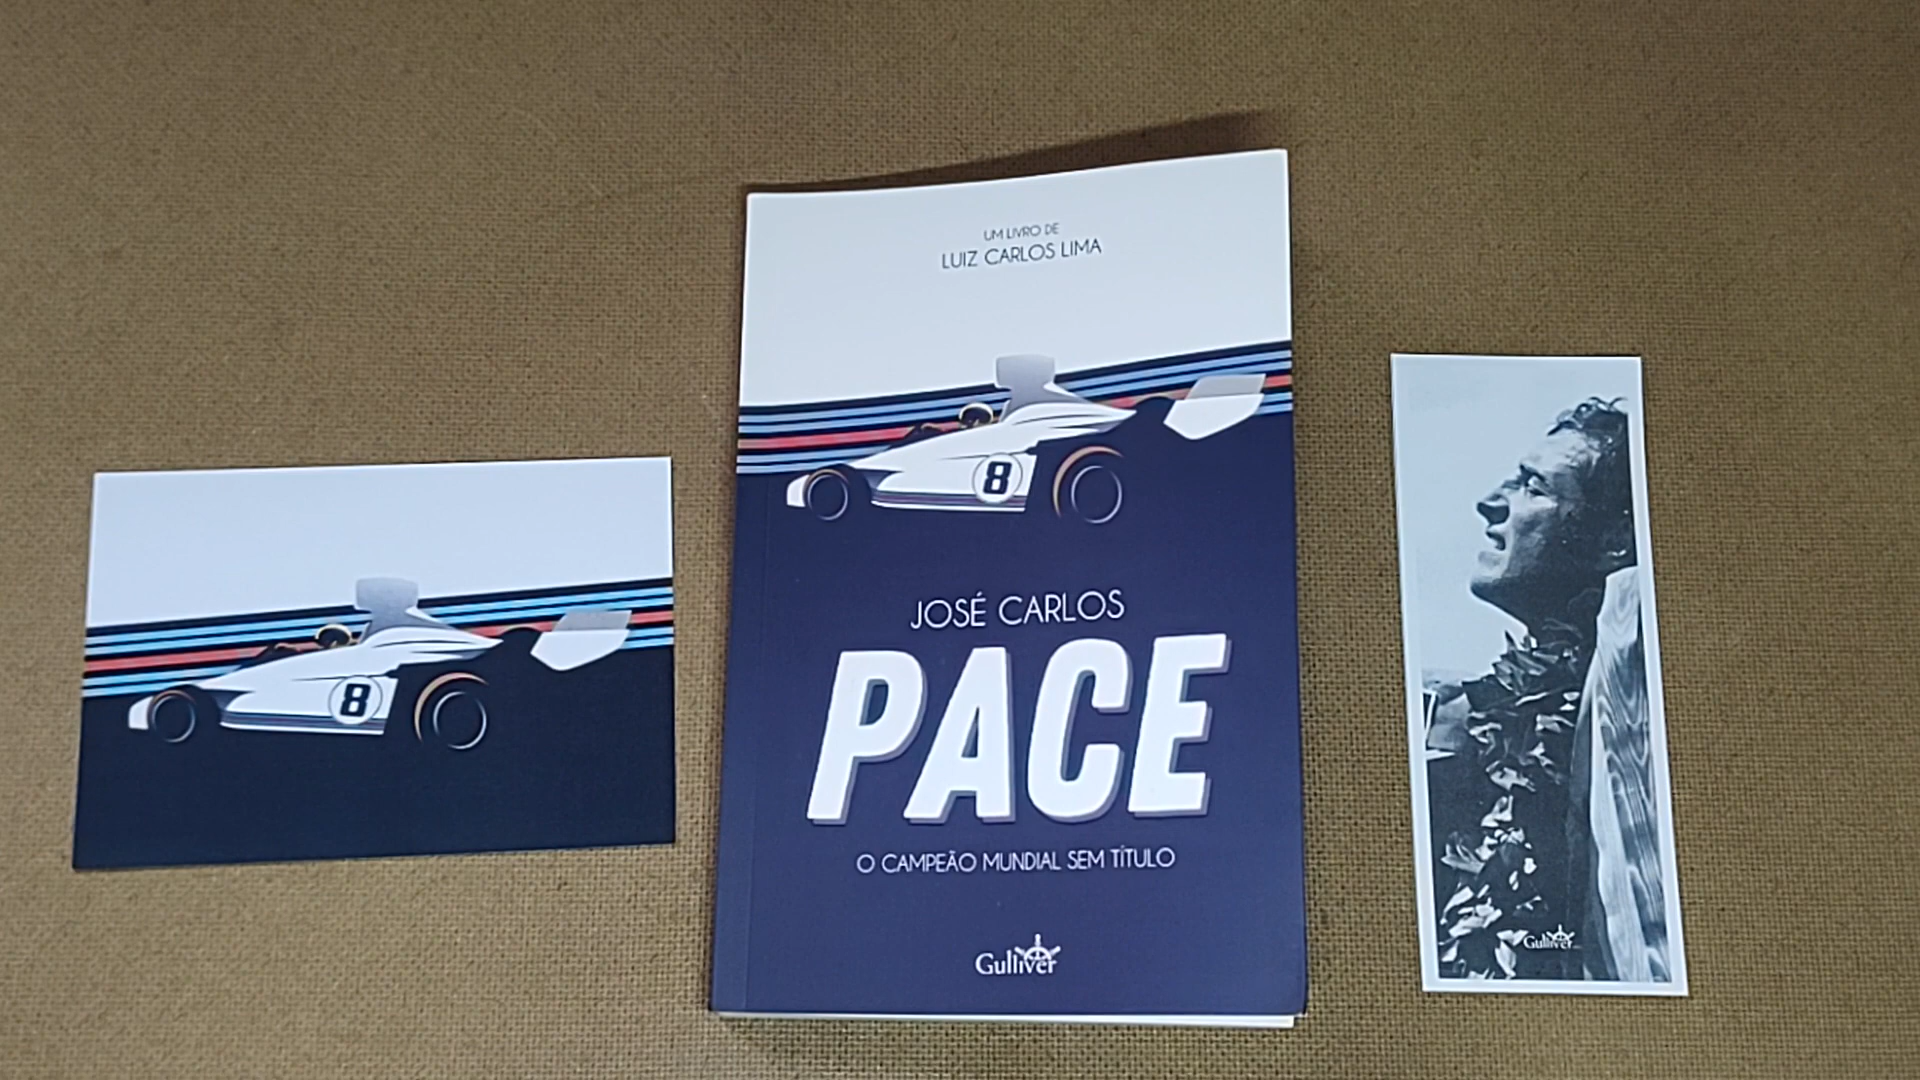 8
UM LIVRO DE
LUIZ CARLOS LIMA
8
JOSÉ CARLOS
PACE
O CAMPEÃO MUNDIAL SEM TÍTULO
Gulliver
Gulliver